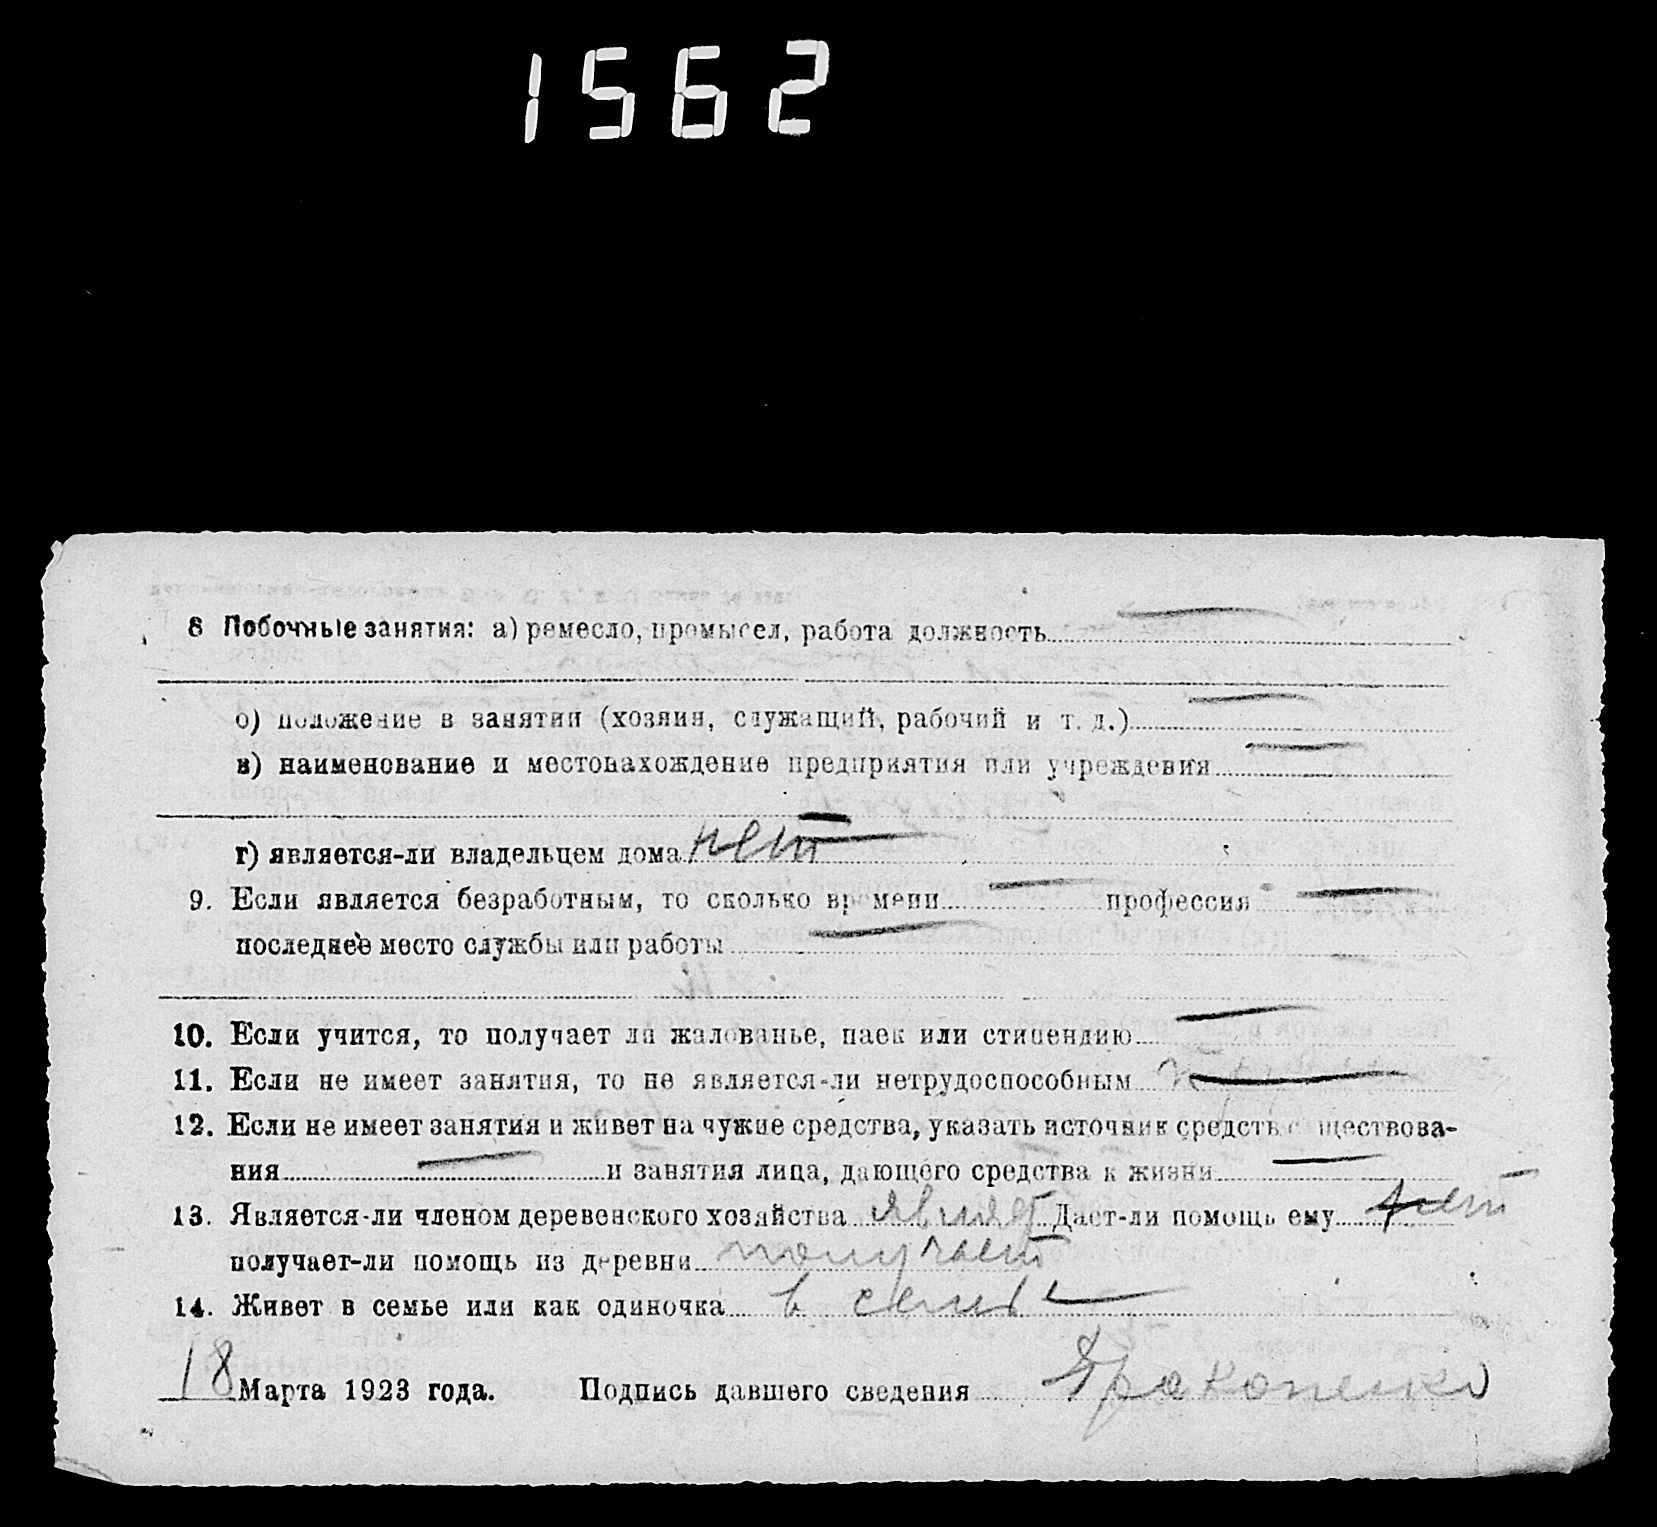 1562
8 Побочные занятия: а) ремесло, промысел, работа должность
б) положение в занятии (хозяин, служащий, рабочий и т. д.)
в) наименование и местонахождение предприятия или учреждения
г) является-ли владельцем дома нет
9. Если является безработным, то сколько времени профессия
последнее место службы или работы
10. Если учится, то получает ли жалованье, паек или стипендию
11. Если не имеет занятия, то не является-ли нетрудоспособным
12. Если не имеет занятия и живет на чужие средства, указать источник средств существова-
ния и занятия лица, дающего средства к жизни
13. Является-ли членом деревенского хозяйства Дает-ли помощь ему нет
получает-ли помощь из деревни получает
14. Живет в семье или как одиночка в семье
18 Марта 1923 года. Подпись давшего сведения